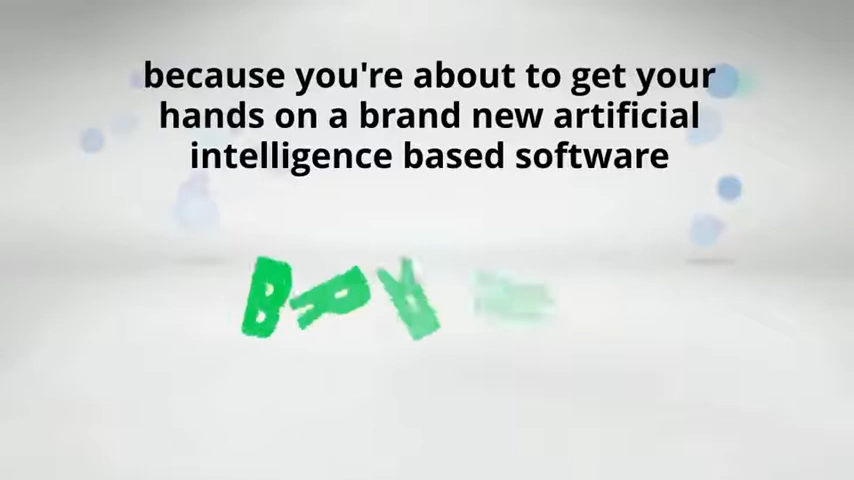 because you're about to get your
hands on a brand new artificial
intelligence based software